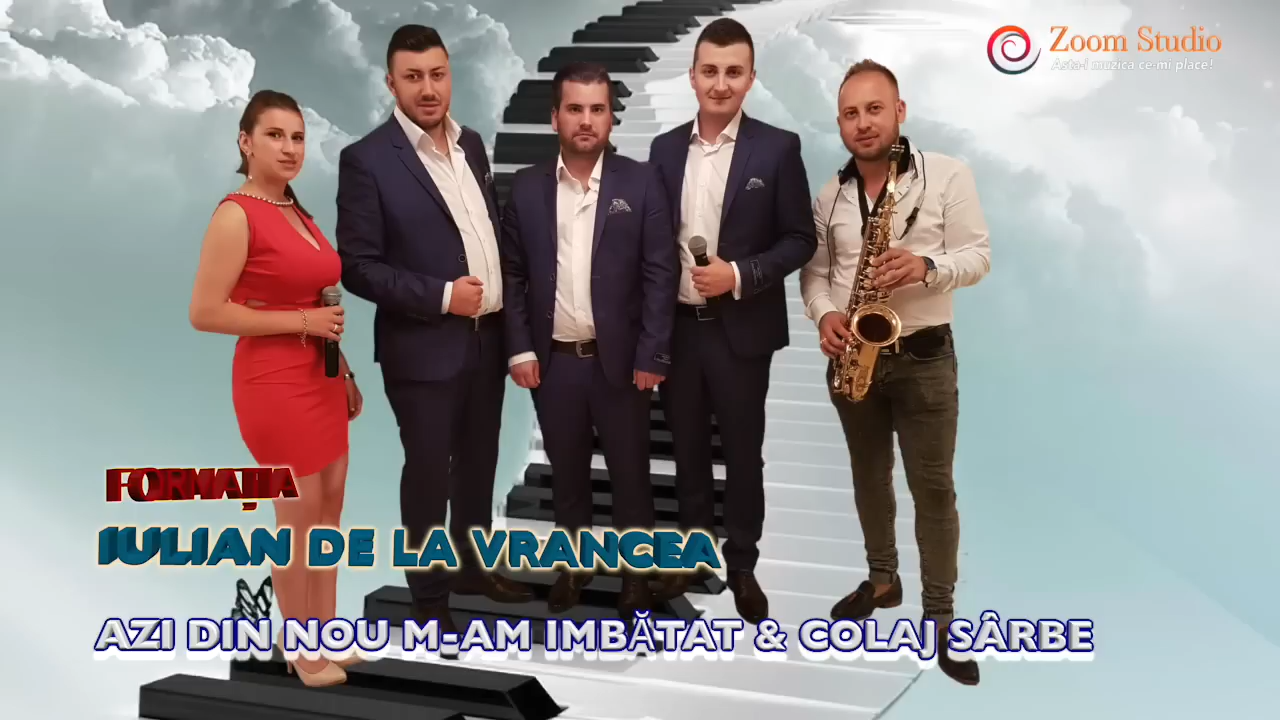 Zoom Studio
Asta-i muzica ce-mi place!
FORMAȚIA
IULIAN DE LA VRANCEA
AZI DIN NOU M-AM IMBĂTAT & COLAJ SÂRBE